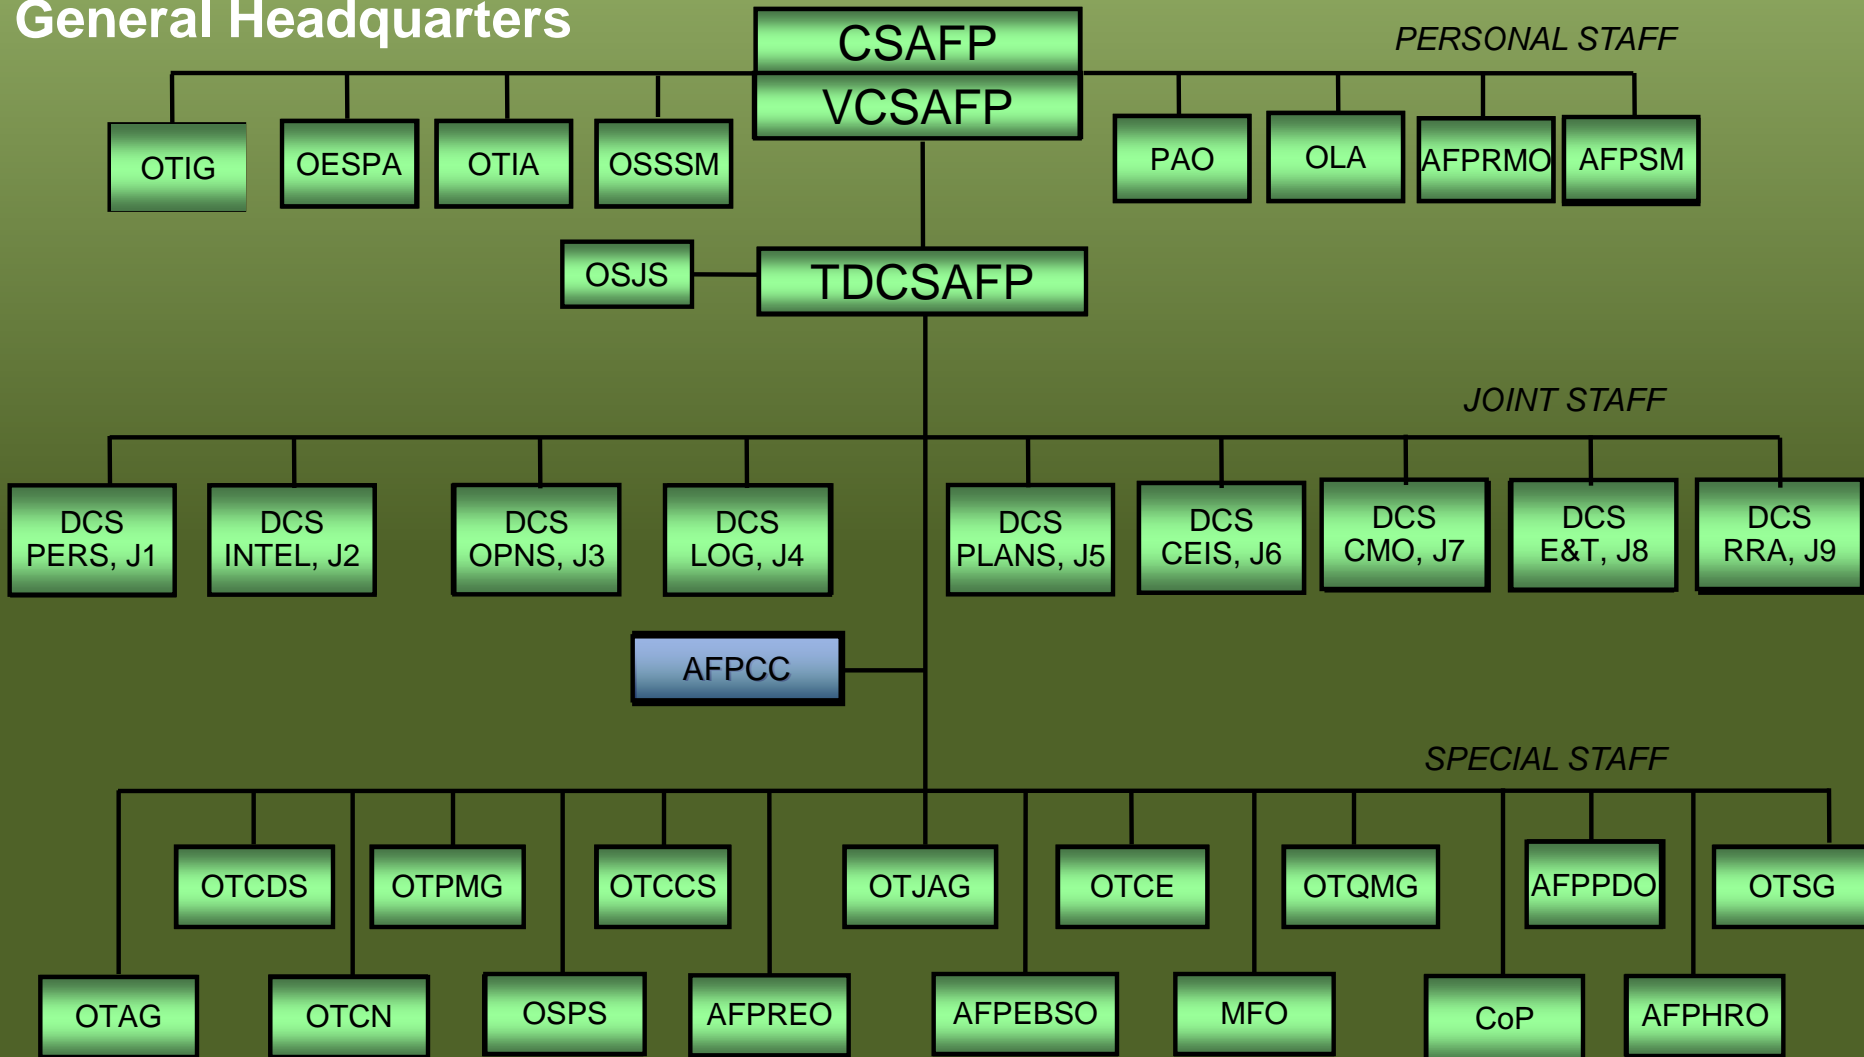 General Headquarters
CSAFP
PERSONAL STAFF
VCSAFP
OTIG
OESPA
OTIA
OSSSM
PAO
OLA
AFPRMO
AFPSM
OSJS
TDCSAFP
JOINT STAFF
DCS
PERS, J1
DCS
INTEL, J2
DCS
OPNS, J3
DCS
LOG, J4
DCS
PLANS, J5
DCS
CEIS, J6
DCS
CMO, J7
DCS
E&T, J8
DCS
RRA, J9
AFPCC
SPECIAL STAFF
OTCDS
OTPMG
OTCCS
OTJAG
OTCE
OTQMG
AFPPDO
OTSG
OTAG
OTCN
OSPS
AFPREO
AFPEBSO
MFO
CoP
AFPHRO